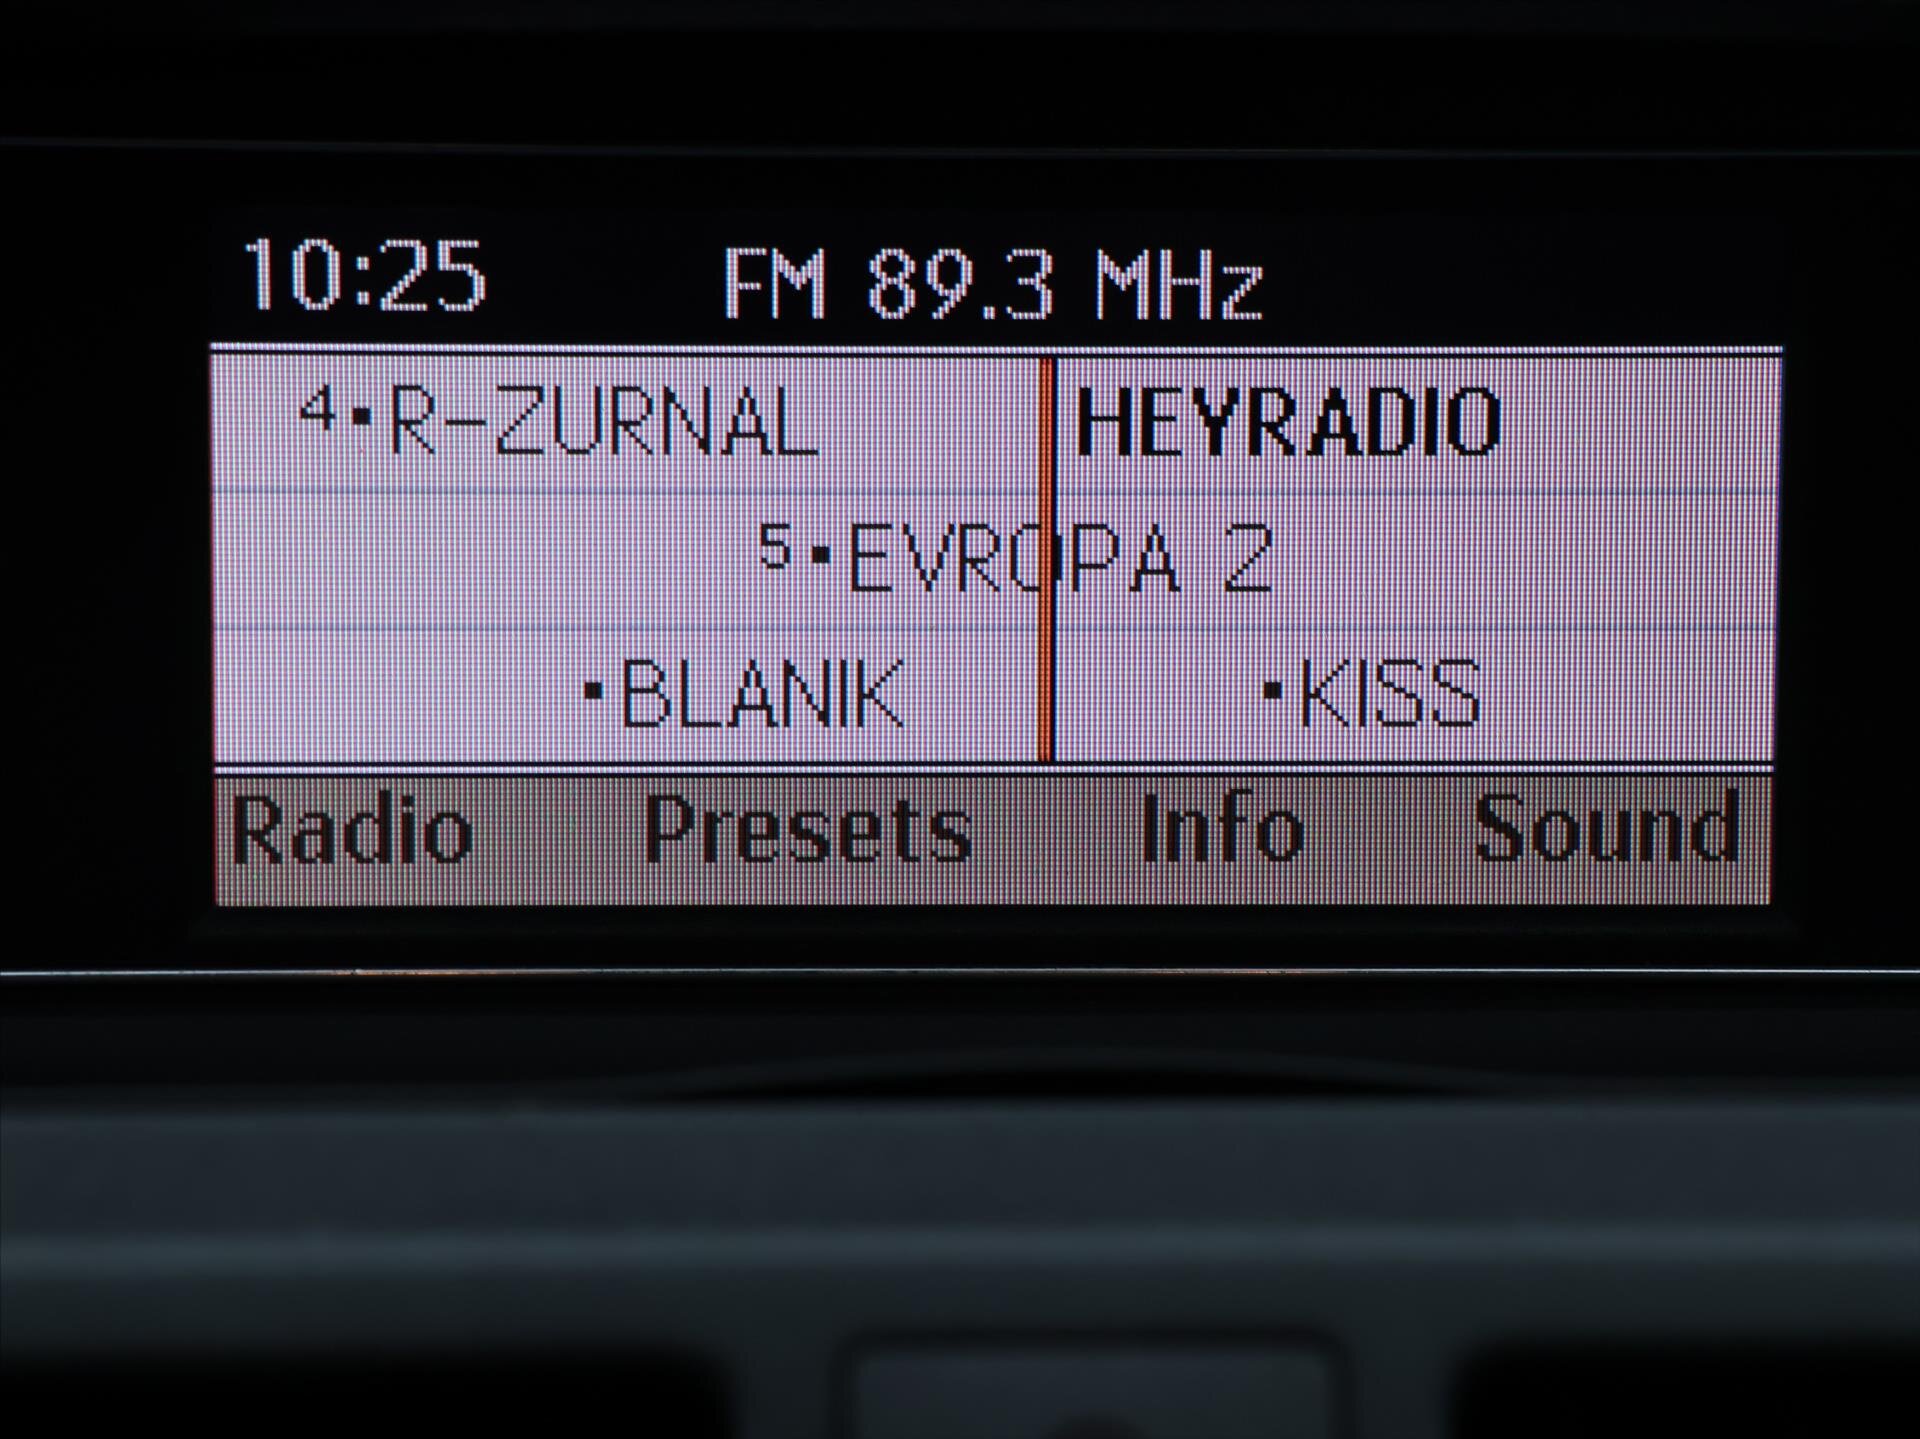 10:25 FM 89.3 MHz
4▪R-ZURNAL HEYRADIO
5▪EVROPA 2
▪BLANIK ▪KISS
Radio Presets Info Sound